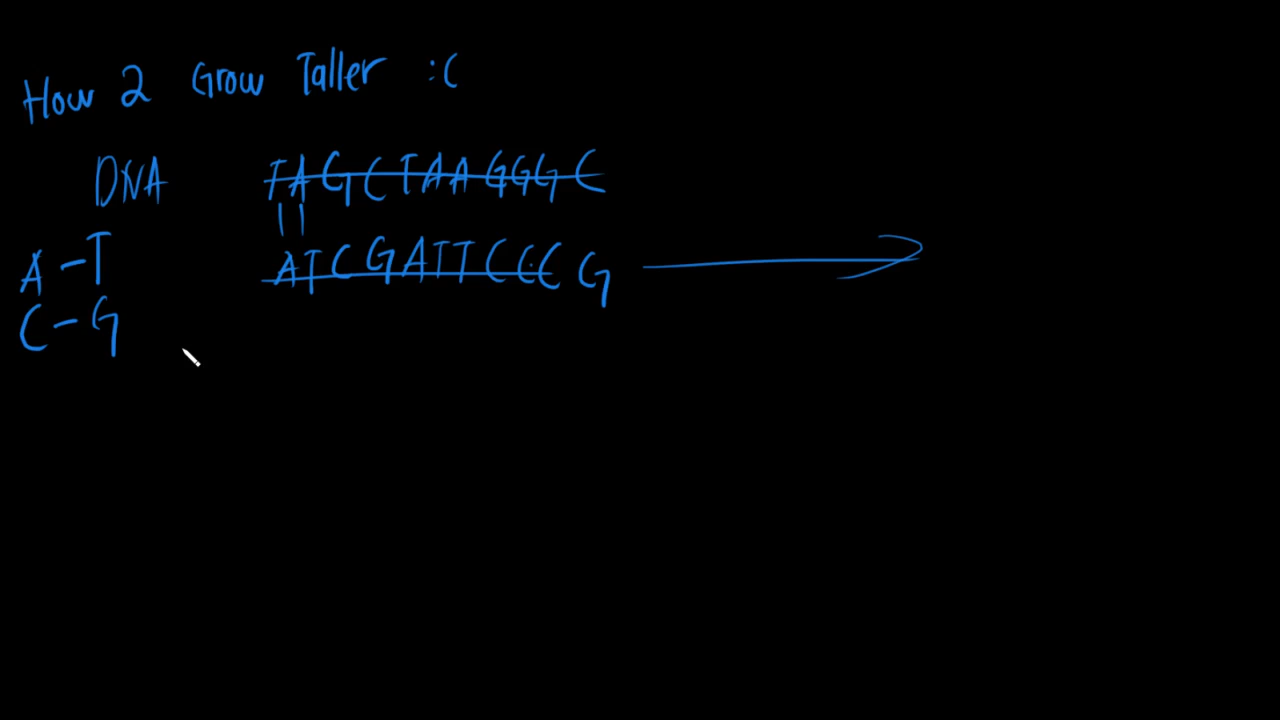 How 2 Grow Taller :(
DNA TAGCTAAGGGC
ATCGATTCCCG
A-T
C-G